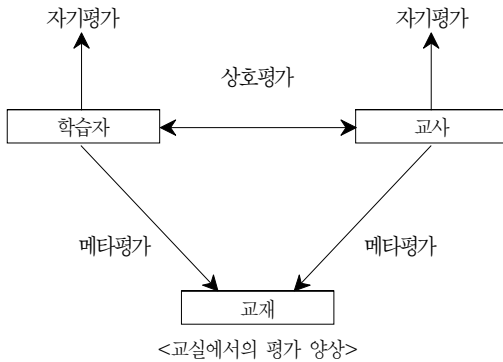 자기평가 자기평가
상호평가
학습자 교사
메타평가 메타평가
교재
<교실에서의 평가 양상>